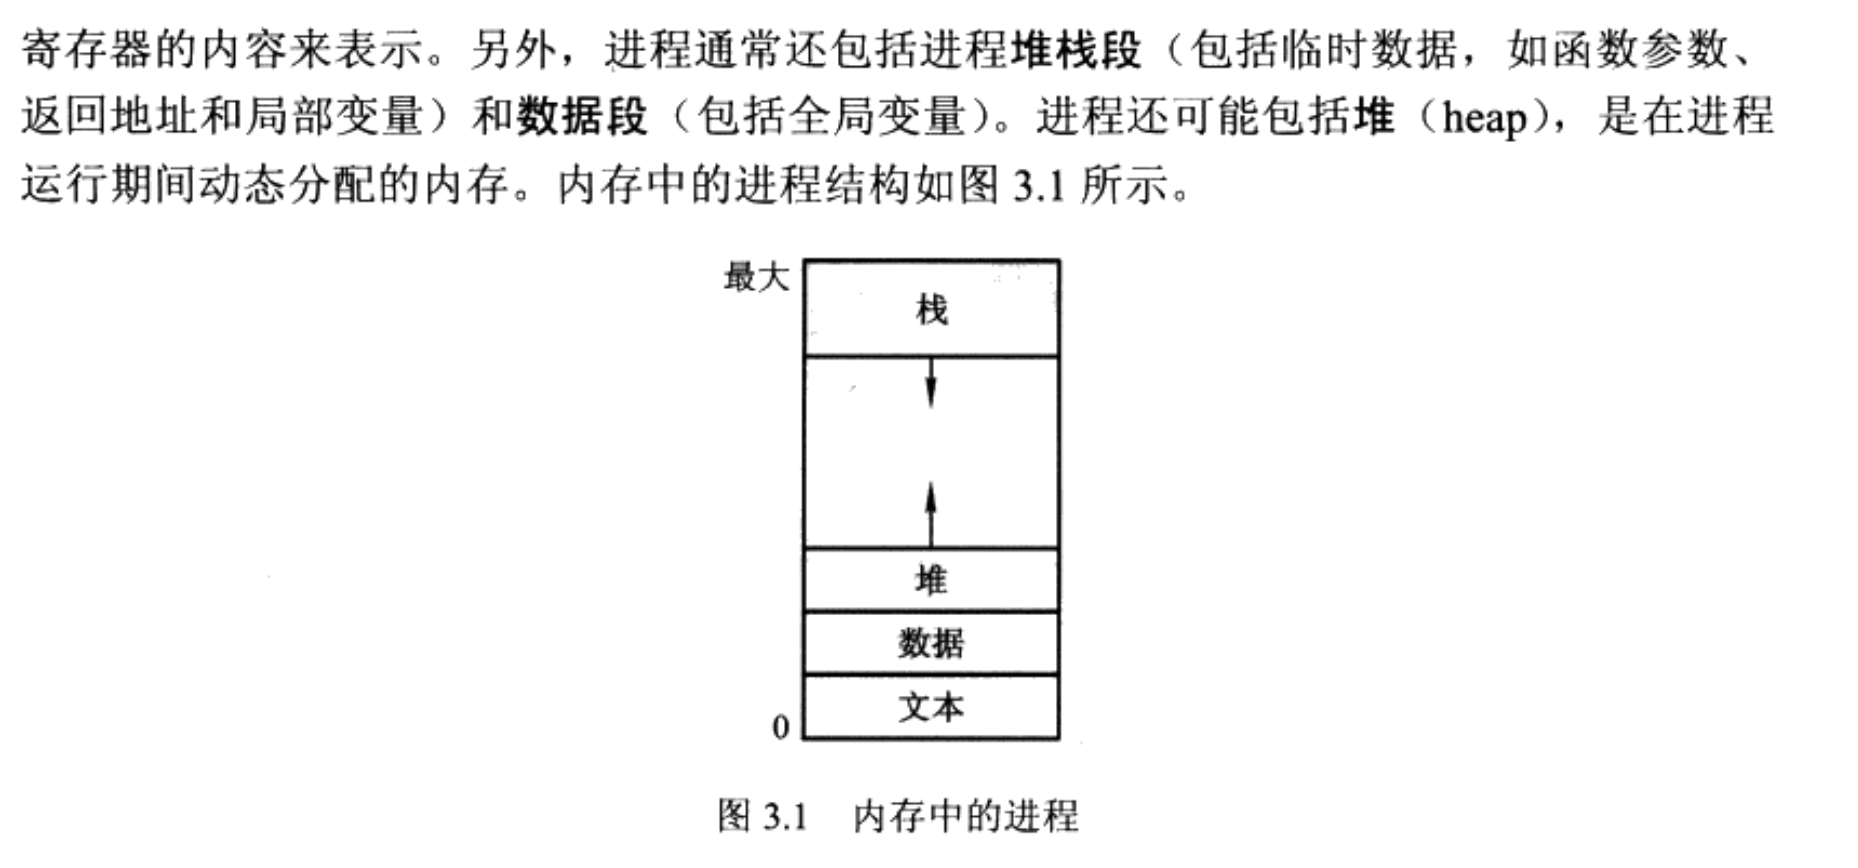 寄存器的内容来表示。另外，进程通常还包括进程堆栈段（包括临时数据，如函数参数、
返回地址和局部变量）和数据段（包括全局变量）。进程还可能包括堆（heap），是在进程
运行期间动态分配的内存。内存中的进程结构如图 3.1 所示。
最大
栈
堆
数据
文本
0
图 3.1 内存中的进程